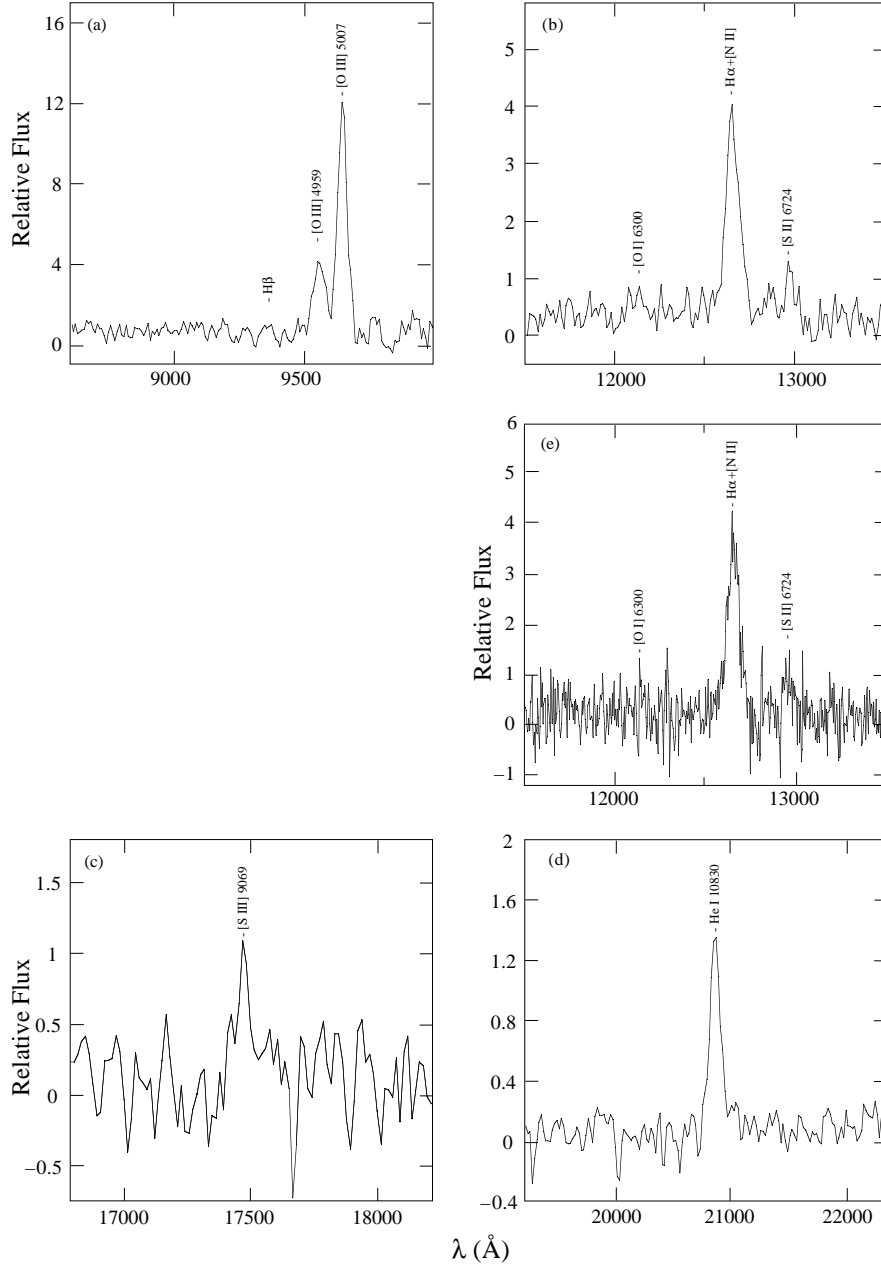 (a)
16
12
8
4
0
Relative Flux
- Hβ
- [O III] 4959
- [O III] 5007
9000
9500
(b)
5
4
3
2
1
0
- [O I] 6300
- Hα+[N II]
- [S II] 6724
12000
13000
(e)
6
5
4
3
2
1
0
−1
Relative Flux
- [O I] 6300
- Hα+[N II]
- [S II] 6724
12000
13000
(c)
1.5
1
0.5
0
−0.5
Relative Flux
- [S III] 9069
17000
17500
18000
(d)
2
1.6
1.2
0.8
0.4
0
−0.4
- He I 10830
20000
21000
22000
λ (Å)